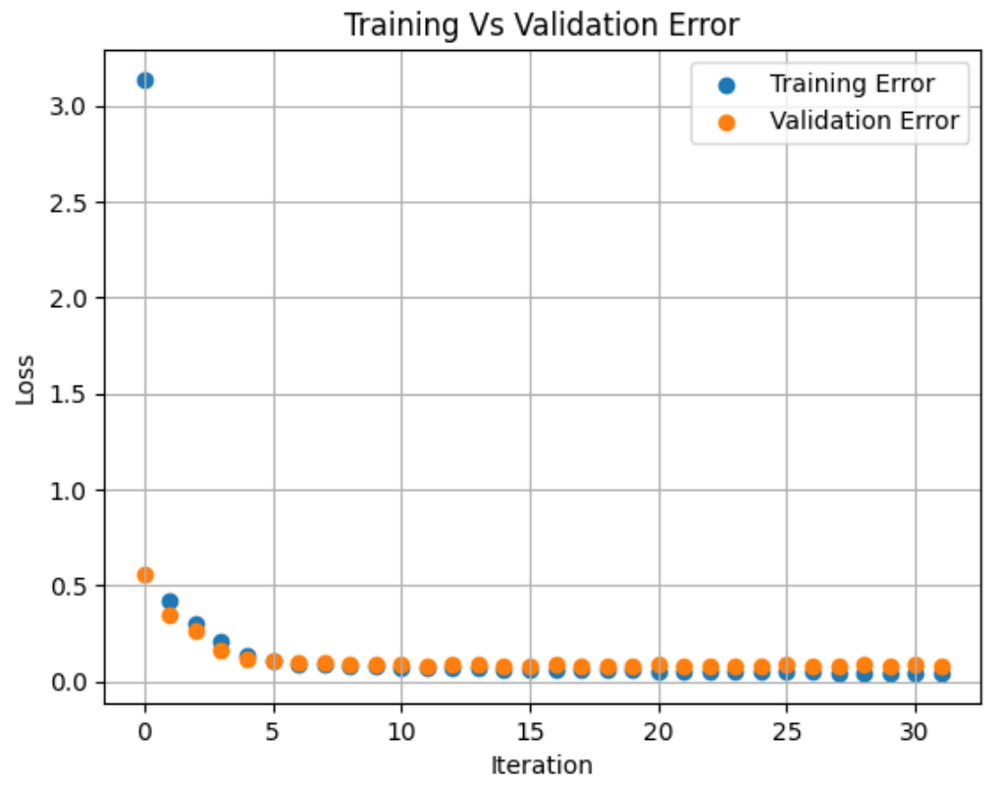 Training Vs Validation Error
Training Error
Validation Error
3.0
2.5
2.0
1.5
1.0
0.5
0.0
Loss
0 5 10 15 20 25 30
Iteration